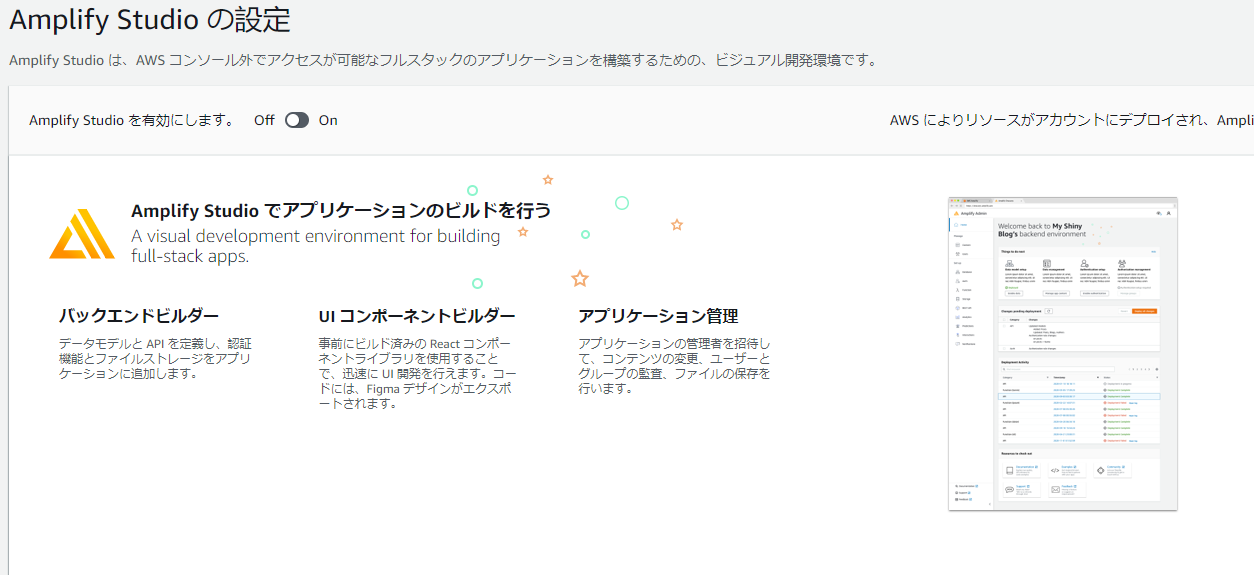 Amplify Studio の設定
Amplify Studio は、AWS コンソール外でアクセスが可能なフルスタックのアプリケーションを構築するための、ビジュアル開発環境です。
Amplify Studio を有効にします。 Off On
AWS によりリソースがアカウントにデプロイされ、Ampli
Amplify Studio でアプリケーションのビルドを行う
A visual development environment for building
full-stack apps.
バックエンドビルダー
データモデルと API を定義し、認証
機能とファイルストレージをアプリ
ケーションに追加します。
UI コンポーネントビルダー
事前にビルド済みの React コンポー
ネントライブラリを使用すること
で、迅速に UI 開発を行えます。コー
ドには、Figma デザインがエクスポ
ートされます。
アプリケーション管理
アプリケーションの管理者を招待し
て、コンテンツの変更、ユーザーと
グループの監査、ファイルの保存を
行います。
Amplify Admin
Welcome back to My Shiny
Blog's backend environment